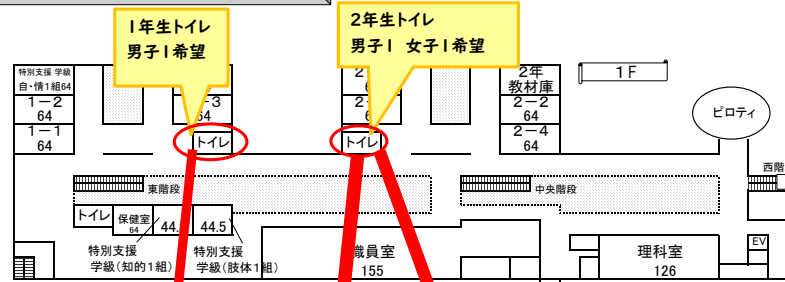 1年生トイレ
男子1希望
2年生トイレ
男子1 女子1希望
1F
特別支援 学級
自・情1組64
1－2
64
1－1
64
－3
64
トイレ
2
2－
64
トイレ
2年
教材庫
2－2
64
2－4
64
ピロティ
西階
東階段
中央階段
トイレ
保健室
64
44.
44.5
特別支援
学級(知的1組)
特別支援
学級(肢体1組)
職員室
155
理科室
126
EV